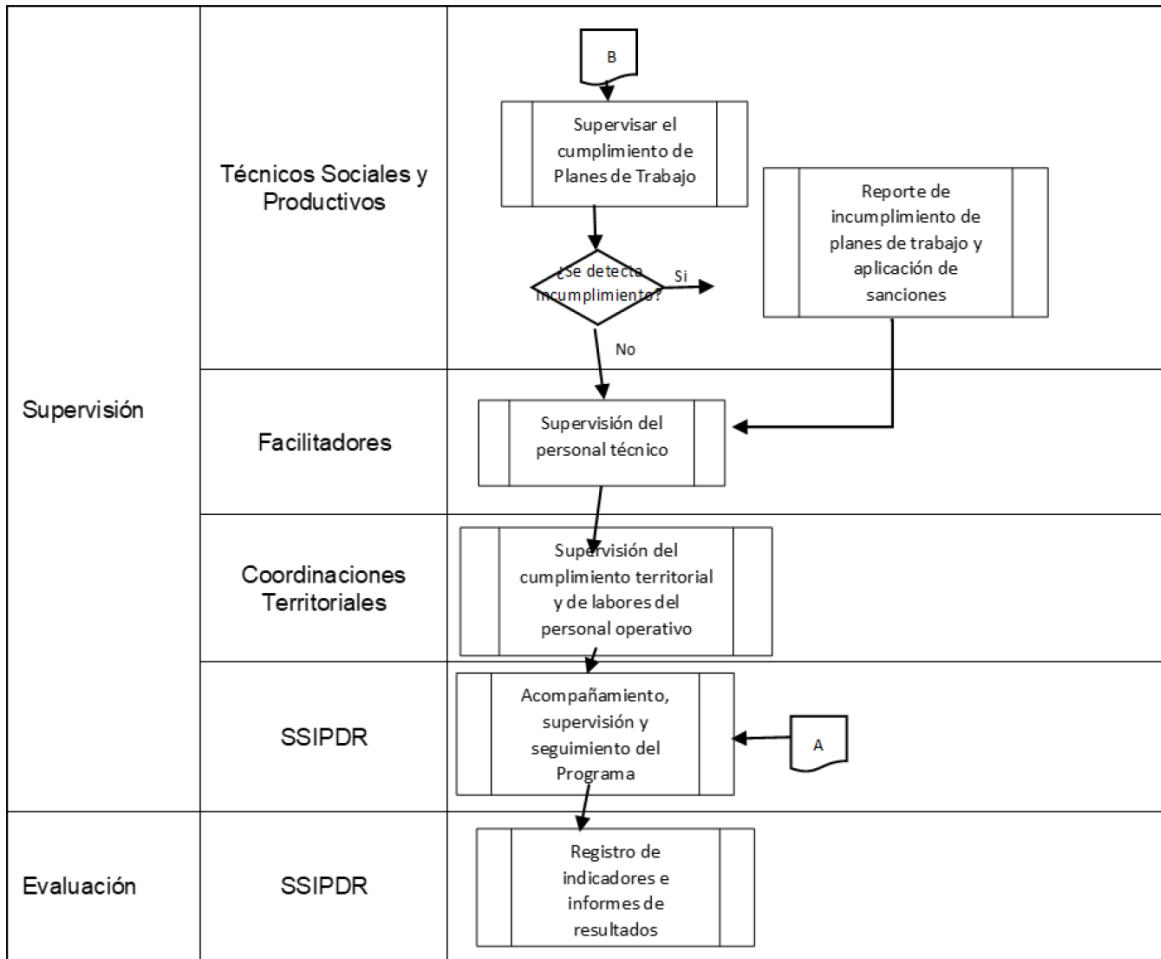 B
Supervisar el
cumplimiento de
Planes de Trabajo
Técnicos Sociales y
Productivos
Reporte de
incumplimiento de
planes de trabajo y
aplicación de
sanciones
¿Se detecta
incumplimiento?
Si
No
Supervisión
Facilitadores
Supervisión del
personal técnico
Coordinaciones
Territoriales
Supervisión del
cumplimiento territorial
y de labores del
personal operativo
SSIPDR
Acompañamiento,
supervisión y
seguimiento del
Programa
A
Evaluación
SSIPDR
Registro de
indicadores e
informes de
resultados